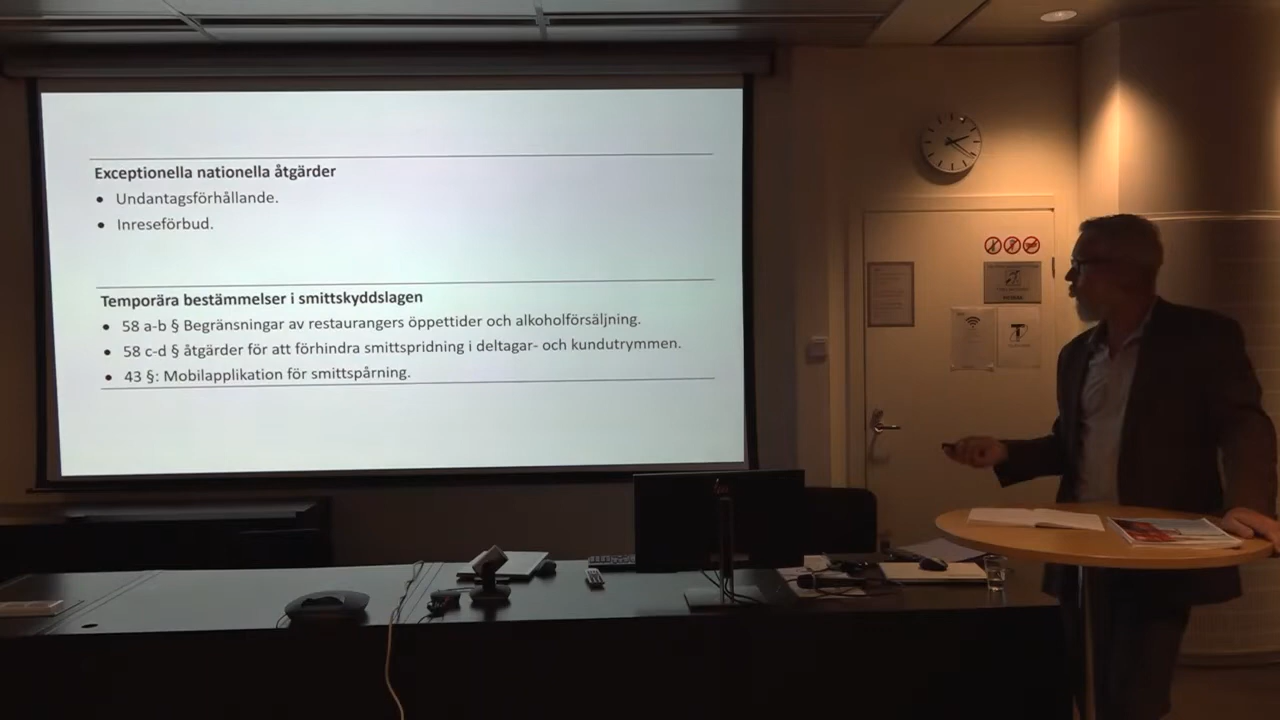 Exceptionella nationella åtgärder
• Undantagsförhållande.
• Inreseförbud.
Temporära bestämmelser i smittskyddslagen
• 58 a-b § Begränsningar av restaurangers öppettider och alkoholförsäljning.
• 58 c-d § åtgärder för att förhindra smittspridning i deltagar- och kundutrymmen.
• 43 §: Mobilapplikation för smittspårning.